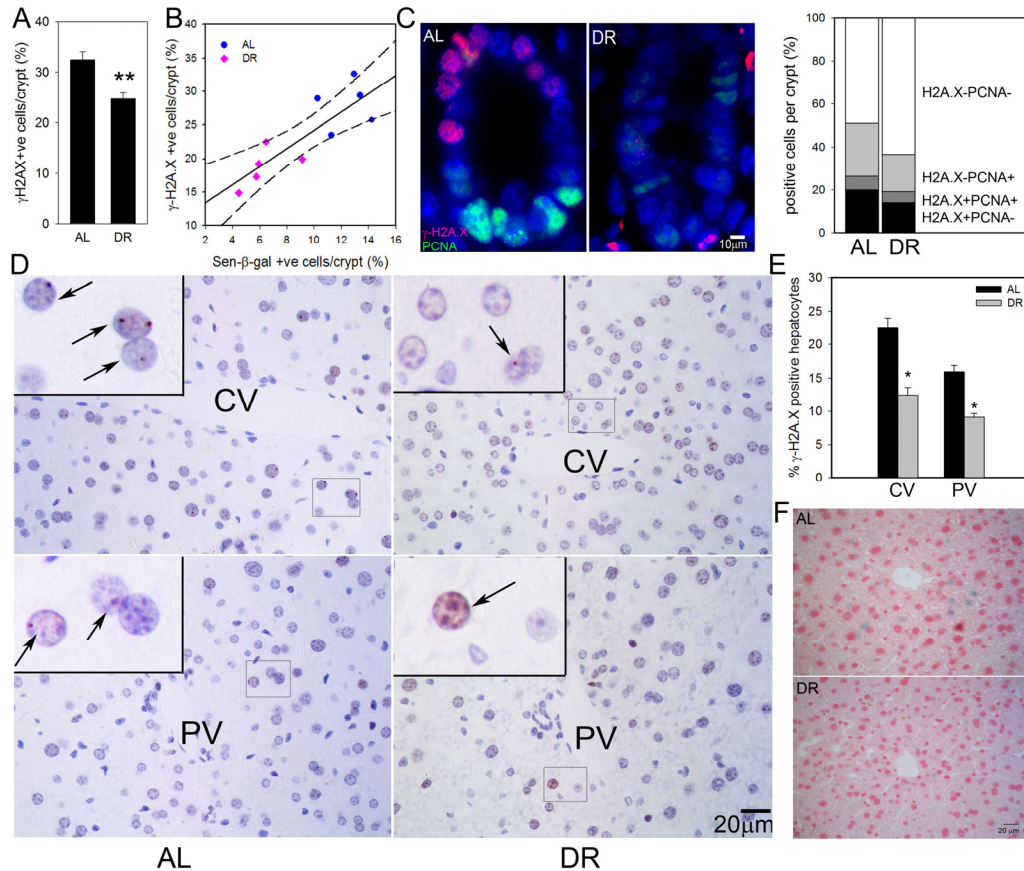 A
γH2AX+ve cells/crypt (%)
40
30
20
10
0
**
AL
DR
B
γ-H2A.X +ve cells/crypt (%)
40
35
30
25
20
15
10
AL
DR
2 4 6 8 10 12 14 16
Sen-β-gal +ve cells/crypt (%)
C
AL
DR
γ-H2A.X
PCNA
10μm
positive cells per crypt (%)
100
80
60
40
20
0
H2A.X-PCNA-
H2A.X-PCNA+
H2A.X+PCNA+
H2A.X+PCNA-
AL DR
D
CV
CV
PV
PV
20μm
AL
DR
E
% γ-H2A.X positive hepatocytes
30
25
20
15
10
5
0
AL
DR
*
*
CV
PV
F
AL
DR
20 μm